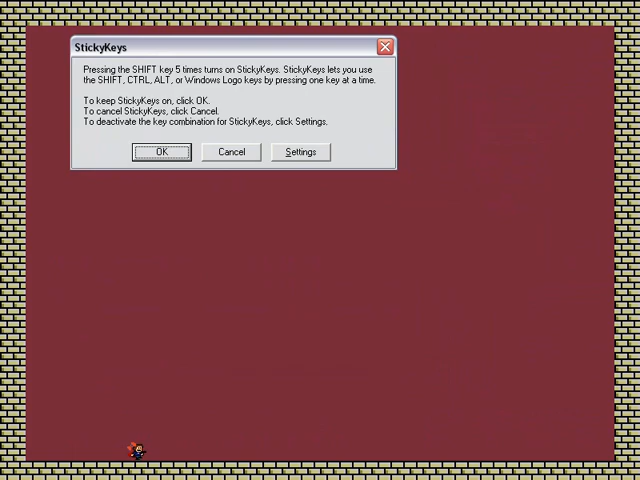 StickyKeys
Pressing the SHIFT key 5 times turns on StickyKeys. StickyKeys lets you use
the SHIFT, CTRL, ALT, or Windows Logo keys by pressing one key at a time.
To keep StickyKeys on, click OK.
To cancel StickyKeys, click Cancel.
To deactivate the key combination for StickyKeys, click Settings.
OK Cancel Settings